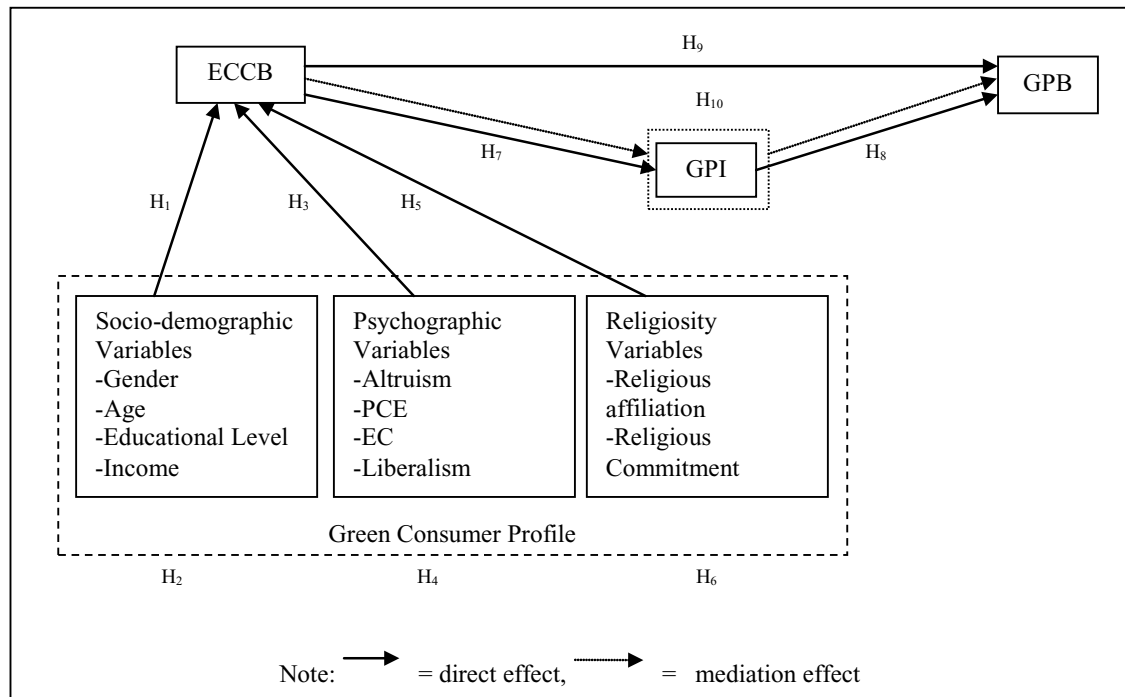 H9
ECCB
GPB
H10
H7
H8
GPI
H1
H3
H5
Socio-demographic
Variables
-Gender
-Age
-Educational Level
-Income
Psychographic
Variables
-Altruism
-PCE
-EC
-Liberalism
Religiosity
Variables
-Religious
affiliation
-Religious
Commitment
Green Consumer Profile
H2
H4
H6
Note: = direct effect, = mediation effect